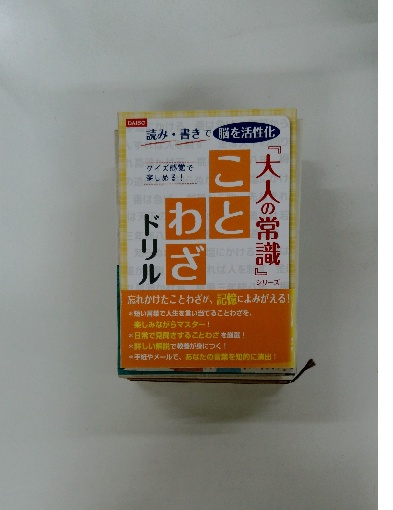 DAISO
読み・書きで脳を活性化
『大人の常識』
シリーズ
クイズ感覚で
楽しめる!
ことわざ
ドリル
忘れかけたことわざが、記憶によみがえる!
*短い言葉で人生を言い当てることわざを、
楽しみながらマスター!
*日常で見聞きすることわざを厳選!
*詳しい解説で教養が身につく!
*手紙やメールで、あなたの言葉を知的に演出!